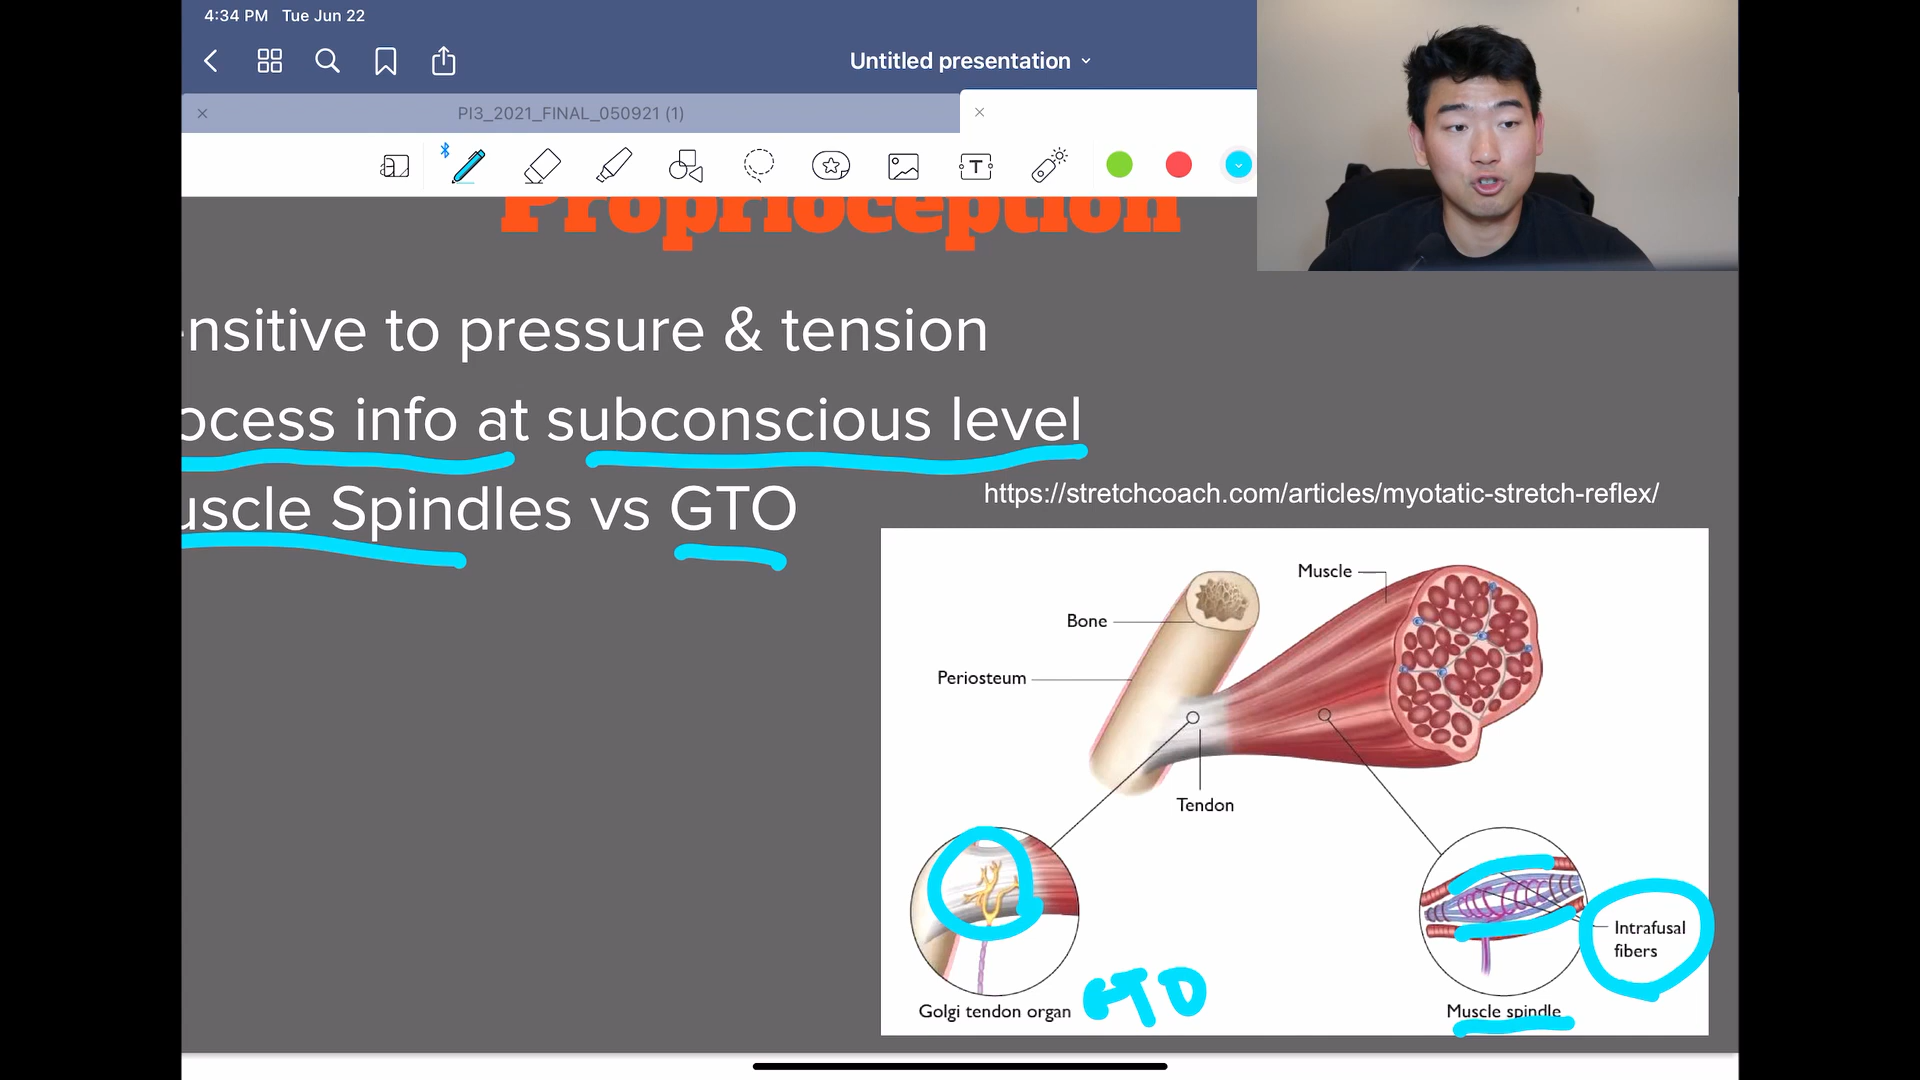 4:34 PM Tue Jun 22
Untitled presentation
PI3_2021_FINAL_050921 (1)
T
Proprioception
ensitive to pressure & tension
ocess info at subconscious level
uscle Spindles vs GTO
https://stretchcoach.com/articles/myotatic-stretch-reflex/
Muscle
Bone
Periosteum
Tendon
Intrafusal
fibers
Golgi tendon organ
GTO
Muscle spindle